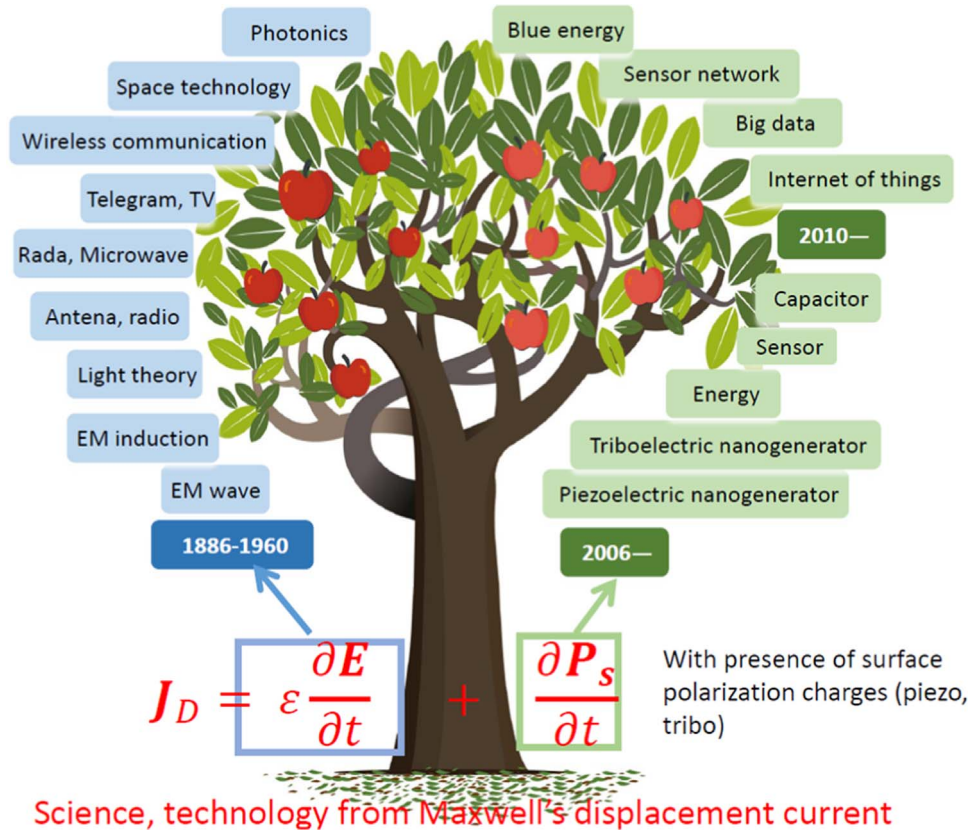 Photonics
Space technology
Wireless communication
Telegram, TV
Rada, Microwave
Antena, radio
Light theory
EM induction
EM wave
1886-1960
Blue energy
Sensor network
Big data
Internet of things
2010—
Capacitor
Sensor
Energy
Triboelectric nanogenerator
Piezoelectric nanogenerator
2006—
J_D = ε ∂E/∂t + ∂P_s/∂t
With presence of surface
polarization charges (piezo,
tribo)
Science, technology from Maxwell's displacement current